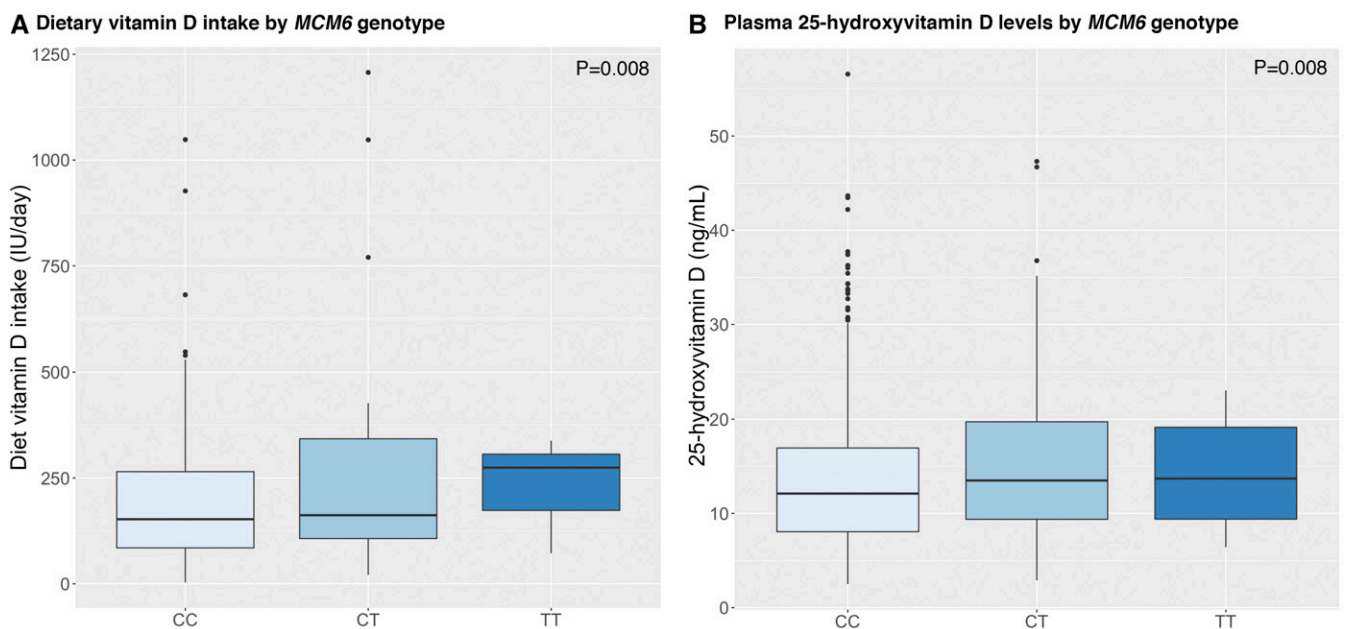 A Dietary vitamin D intake by MCM6 genotype
P=0.008
Diet vitamin D intake (IU/day)
1250
1000
750
500
250
0
CC CT TT
B Plasma 25-hydroxyvitamin D levels by MCM6 genotype
P=0.008
25-hydroxyvitamin D (ng/mL)
50
40
30
20
10
0
CC CT TT